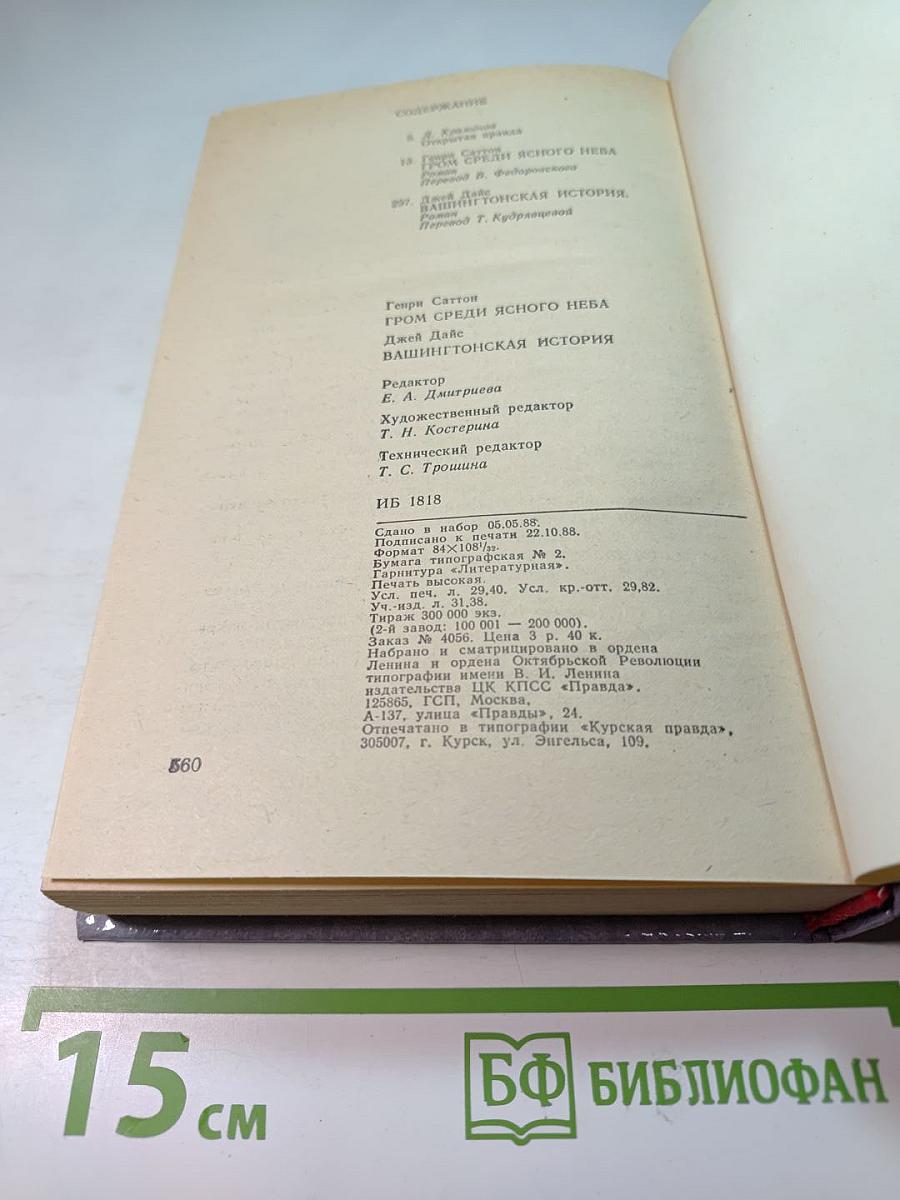 СОДЕРЖАНИЕ
5. Д. Краминов
Открытая правда
13. Генри Саттон
ГРОМ СРЕДИ ЯСНОГО НЕБА
Роман
Перевод В. Федоровского
297. Джей Дайс
ВАШИНГТОНСКАЯ ИСТОРИЯ.
Роман
Перевод Т. Кудрявцевой
Генри Саттон
ГРОМ СРЕДИ ЯСНОГО НЕБА
Джей Дайс
ВАШИНГТОНСКАЯ ИСТОРИЯ
Редактор
Е. А. Дмитриева
Художественный редактор
Т. Н. Костерина
Технический редактор
Т. С. Трошина
ИБ 1818
Сдано в набор 05.05.88.
Подписано к печати 22.10.88.
Формат 84×108¹/₃₂.
Бумага типографская № 2.
Гарнитура «Литературная».
Печать высокая.
Усл. печ. л. 29,40. Усл. кр.-отт. 29,82.
Уч.-изд. л. 31,38.
Тираж 300 000 экз.
(2-й завод: 100 001 — 200 000).
Заказ № 4056. Цена 3 р. 40 к.
Набрано и сматрицировано в ордена
Ленина и ордена Октябрьской Революции
типографии имени В. И. Ленина
издательства ЦК КПСС «Правда».
125865, ГСП, Москва,
А-137, улица «Правды», 24.
Отпечатано в типографии «Курская правда»,
305007, г. Курск, ул. Энгельса, 109.
560
15 см
БФ БИБЛИОФАН